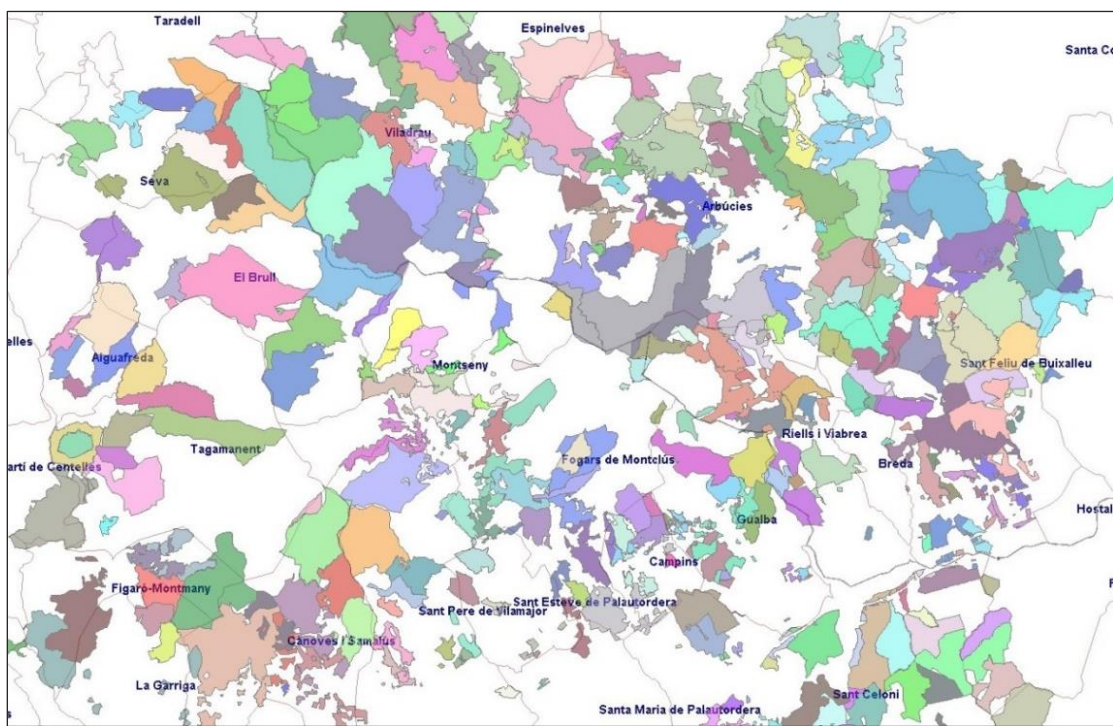 Taradell
Espinelves
Santa Co
Viladrau
Seva
Arbúcies
El Brull
elles
Aiguafreda
Montseny
Sant Feliu de Buixalleu
Riells i Viabrea
Tagamanent
artí de Centelles
Fogars de Montclús
Breda
Hostal
Gualba
Campins
Figaró-Montmany
Sant Esteve de Palautordera
Sant Pere de Vilamajor
F
Cànoves i Samalús
La Garriga
Sant Celoni
Santa Maria de Palautordera
s